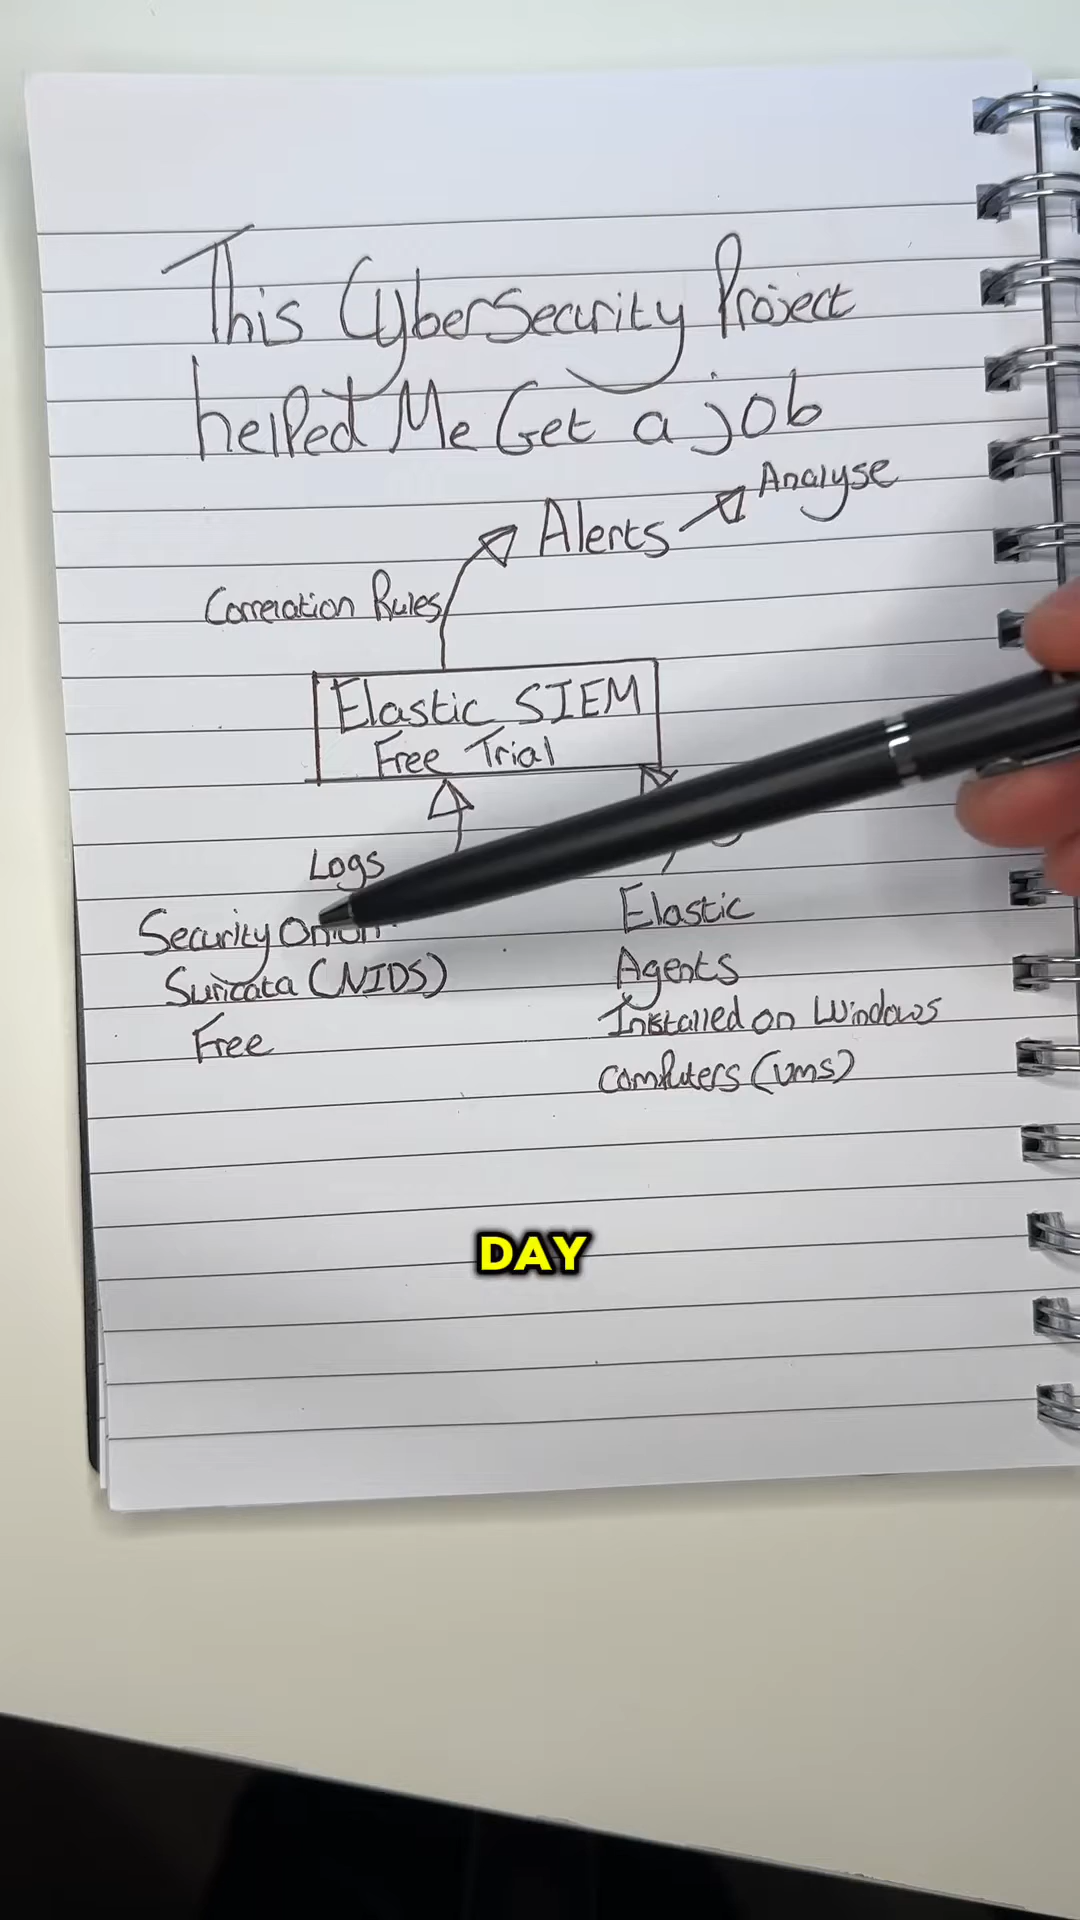 This CyberSecurity Project
helped Me Get a job
Analyse
Alerts
Correlation Rules
Elastic SIEM
Free Trial
Logs
Security Onion
Elastic
Suricata (NIDS)
Agents
Free
Installed on Windows
Computers (VMs)
DAY